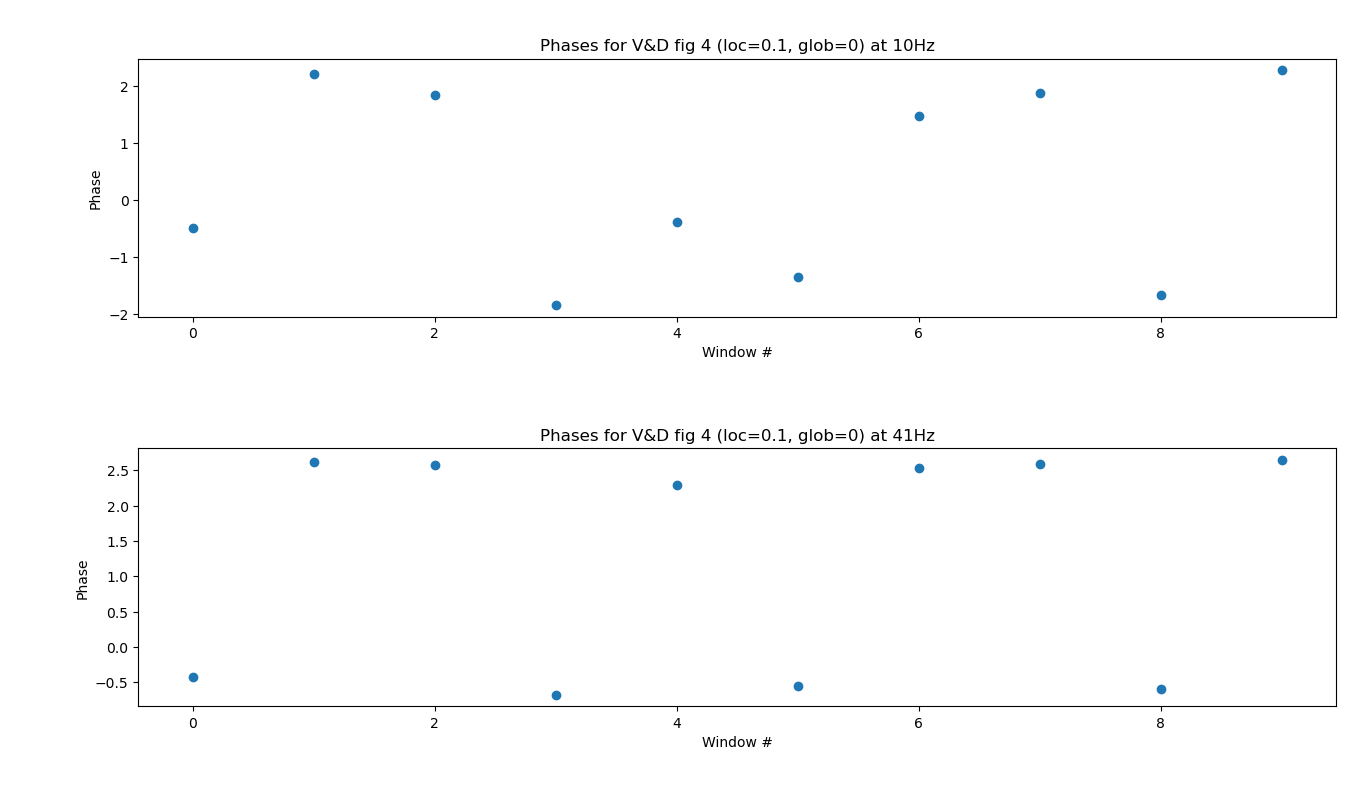 Phases for V&D fig 4 (loc=0.1, glob=0) at 10Hz
2
1
0
−1
−2
Phase
0 2 4 6 8
Window #
Phases for V&D fig 4 (loc=0.1, glob=0) at 41Hz
2.5
2.0
1.5
1.0
0.5
0.0
−0.5
Phase
0 2 4 6 8
Window #